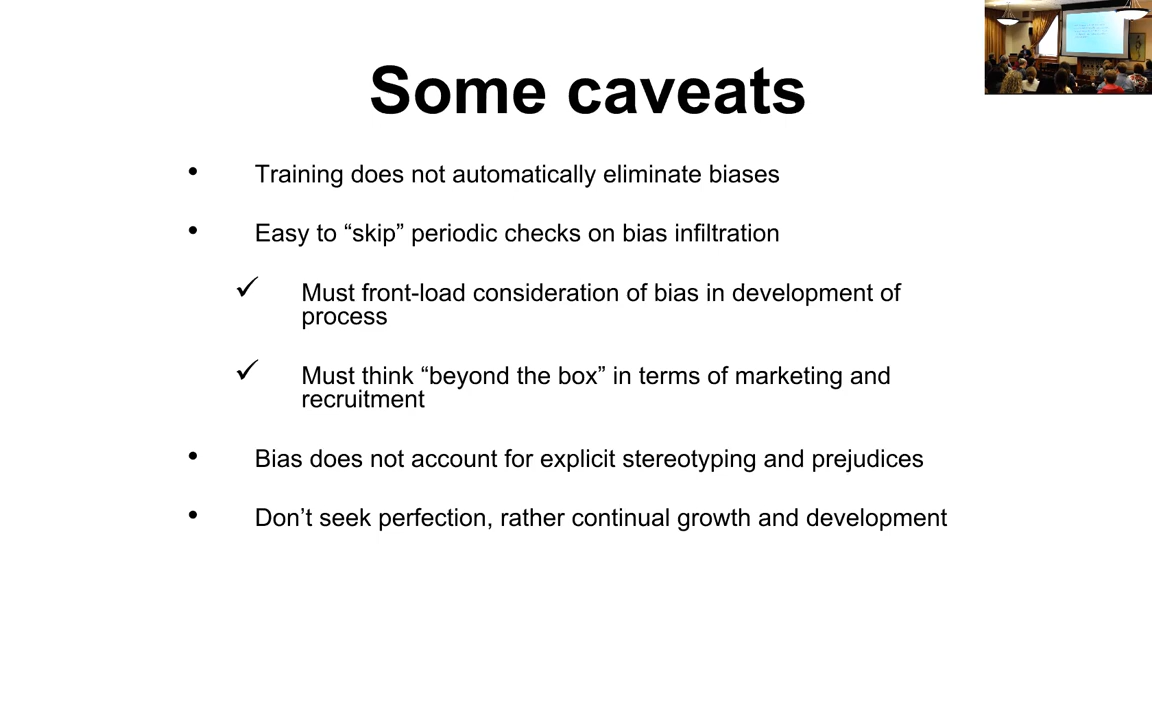 Some caveats
• Training does not automatically eliminate biases
• Easy to “skip” periodic checks on bias infiltration
✓ Must front-load consideration of bias in development of
process
✓ Must think “beyond the box” in terms of marketing and
recruitment
• Bias does not account for explicit stereotyping and prejudices
• Don’t seek perfection, rather continual growth and development